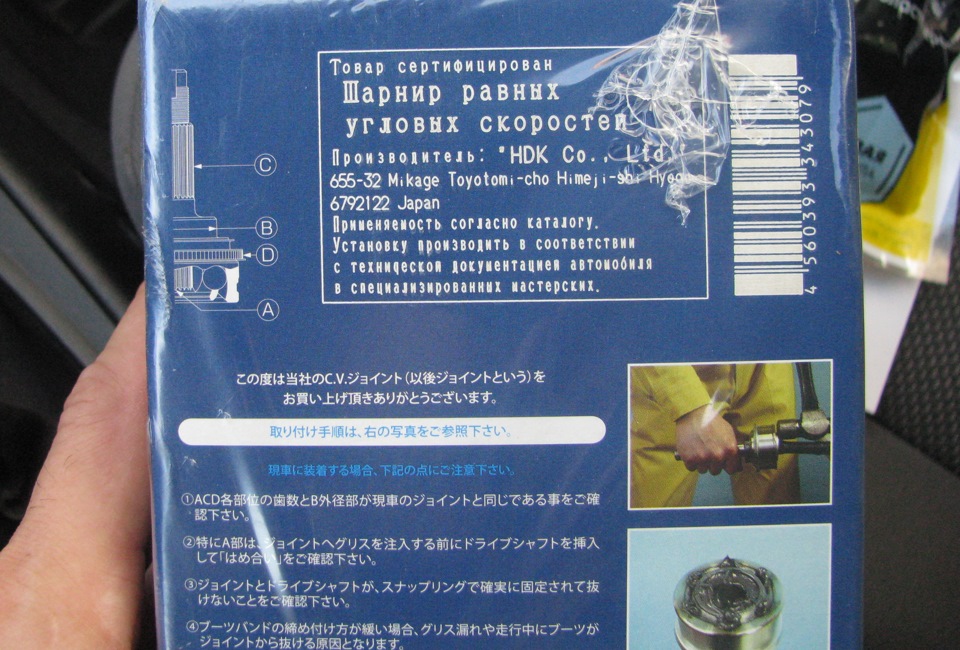 Товар сертифицирован
Шарнир равных
угловых скоростей
Производитель: "HDK Co., Ltd.
655-32 Mikage Toyotomi-cho Himeji-shi Hyogo
6792122 Japan
Применяемость согласно каталогу.
Установку производить в соответствии
с технической документацией автомобиля
в специализированных мастерских.
4 560393 343079
C
B
D
A
この度は当社のC.V.ジョイント(以後ジョイントという)を
お買い上げ頂きありがとうございます。
取り付け手順は、右の写真をご参照下さい。
現車に装着する場合、下記の点にご注意下さい。
①ACD各部位の歯数とB外径部が現車のジョイントと同じである事をご確
認下さい。
②特にA部は、ジョイントへグリスを注入する前にドライブシャフトを挿入
して「はめ合い」をご確認下さい。
③ジョイントとドライブシャフトが、スナップリングで確実に固定されて抜
けないことをご確認下さい。
④ブーツバンドの締め付け方が緩い場合、グリス漏れや走行中にブーツが
ジョイントから抜ける原因となります。